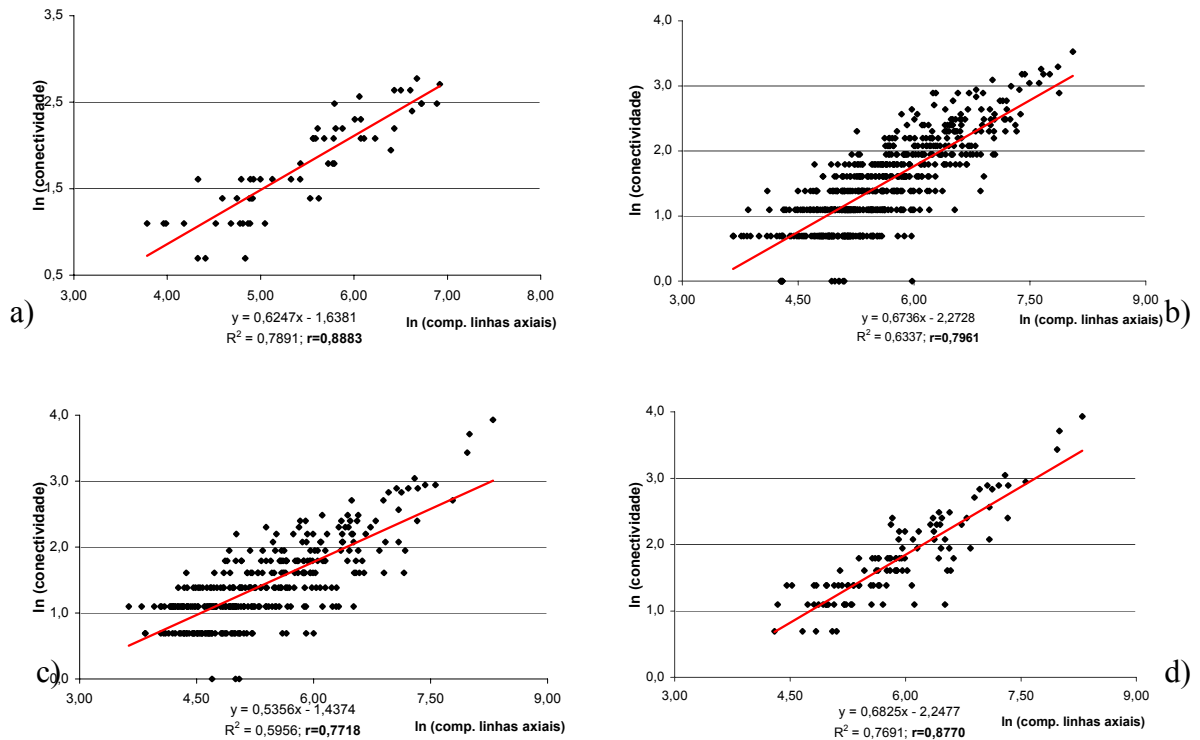 3,5
2,5
1,5
0,5
ln (conectividade)
3,00 4,00 5,00 6,00 7,00 8,00
ln (comp. linhas axiais)
y = 0,6247x - 1,6381
R² = 0,7891; r=0,8883
a)
4,0
3,0
2,0
1,0
0,0
ln (conectividade)
3,00 4,50 6,00 7,50 9,00
ln (comp. linhas axiais)
y = 0,6736x - 2,2728
R² = 0,6337; r=0,7961
b)
4,0
3,0
2,0
1,0
0,0
ln (conectividade)
3,00 4,50 6,00 7,50 9,00
ln (comp. linhas axiais)
y = 0,5356x - 1,4374
R² = 0,5956; r=0,7718
c)
4,0
3,0
2,0
1,0
0,0
ln (conectividade)
3,00 4,50 6,00 7,50 9,00
ln (comp. linhas axiais)
y = 0,6825x - 2,2477
R² = 0,7691; r=0,8770
d)